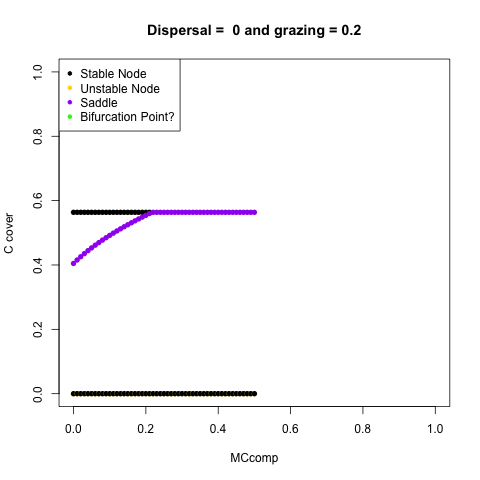 Dispersal =  0 and grazing = 0.2
Stable Node
Unstable Node
Saddle
Bifurcation Point?
1.0
0.8
0.6
0.4
0.2
0.0
C cover
0.0 0.2 0.4 0.6 0.8 1.0
MCcomp